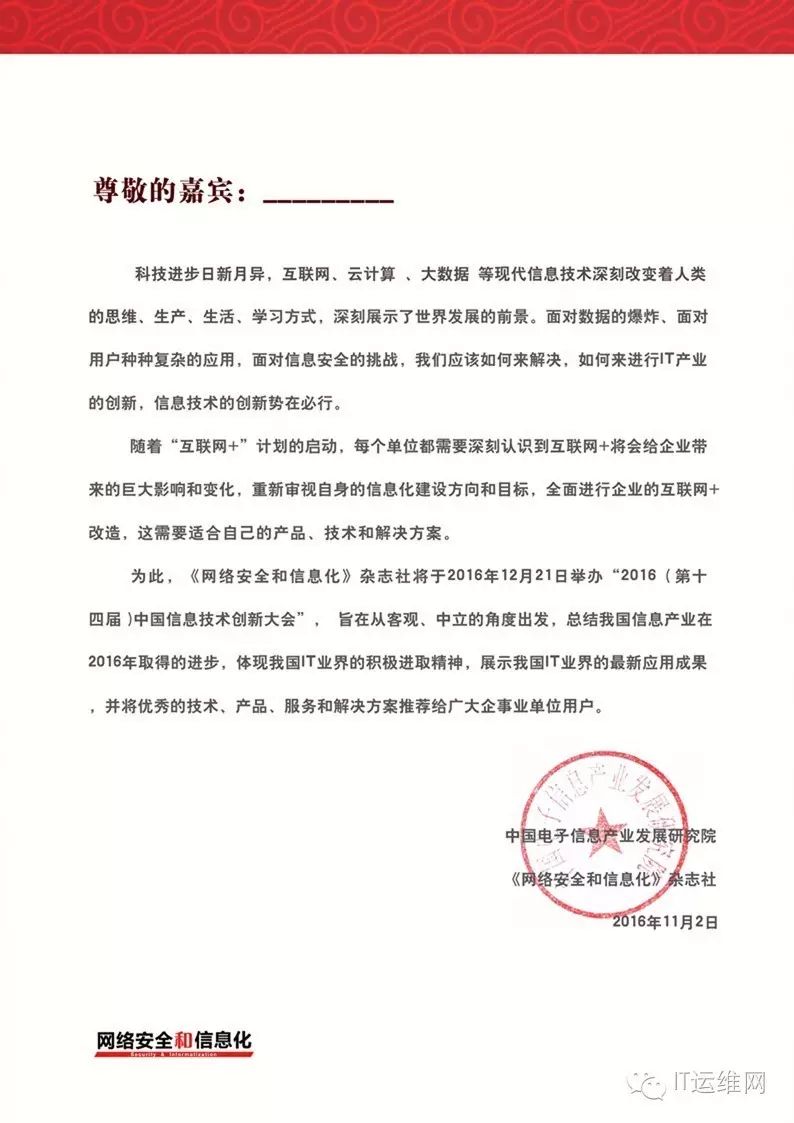 尊敬的嘉宾：_________
科技进步日新月异，互联网、云计算 、大数据 等现代信息技术深刻改变着人类
的思维、生产、生活、学习方式，深刻展示了世界发展的前景。面对数据的爆炸、面对
用户种种复杂的应用，面对信息安全的挑战，我们应该如何来解决，如何来进行IT产业
的创新，信息技术的创新势在必行。
随着“互联网+”计划的启动，每个单位都需要深刻认识到互联网+将会给企业带
来的巨大影响和变化，重新审视自身的信息化建设方向和目标，全面进行企业的互联网+
改造，这需要适合自己的产品、技术和解决方案。
为此，《网络安全和信息化》杂志社将于2016年12月21日举办“2016（第十
四届)中国信息技术创新大会”， 旨在从客观、中立的角度出发，总结我国信息产业在
2016年取得的进步，体现我国IT业界的积极进取精神，展示我国IT业界的最新应用成果
，并将优秀的技术、产品、服务和解决方案推荐给广大企事业单位用户。
中国电子信息产业发展研究院
中国电子信息产业发展研究院
《网络安全和信息化》杂志社
2016年11月2日
网络安全和信息化
Security & Informatization
IT运维网